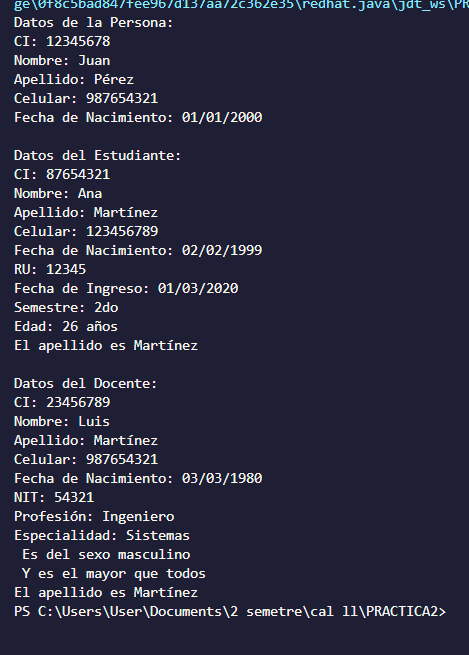 ge\0f8c5bad847fee967d137aa72c362e35\redhat.java\jdt_ws\PR
Datos de la Persona:
CI: 12345678
Nombre: Juan
Apellido: Pérez
Celular: 987654321
Fecha de Nacimiento: 01/01/2000
Datos del Estudiante:
CI: 87654321
Nombre: Ana
Apellido: Martínez
Celular: 123456789
Fecha de Nacimiento: 02/02/1999
RU: 12345
Fecha de Ingreso: 01/03/2020
Semestre: 2do
Edad: 26 años
El apellido es Martínez
Datos del Docente:
CI: 23456789
Nombre: Luis
Apellido: Martínez
Celular: 987654321
Fecha de Nacimiento: 03/03/1980
NIT: 54321
Profesión: Ingeniero
Especialidad: Sistemas
Es del sexo masculino
Y es el mayor que todos
El apellido es Martínez
PS C:\Users\User\Documents\2 semetre\cal ll\PRACTICA2>